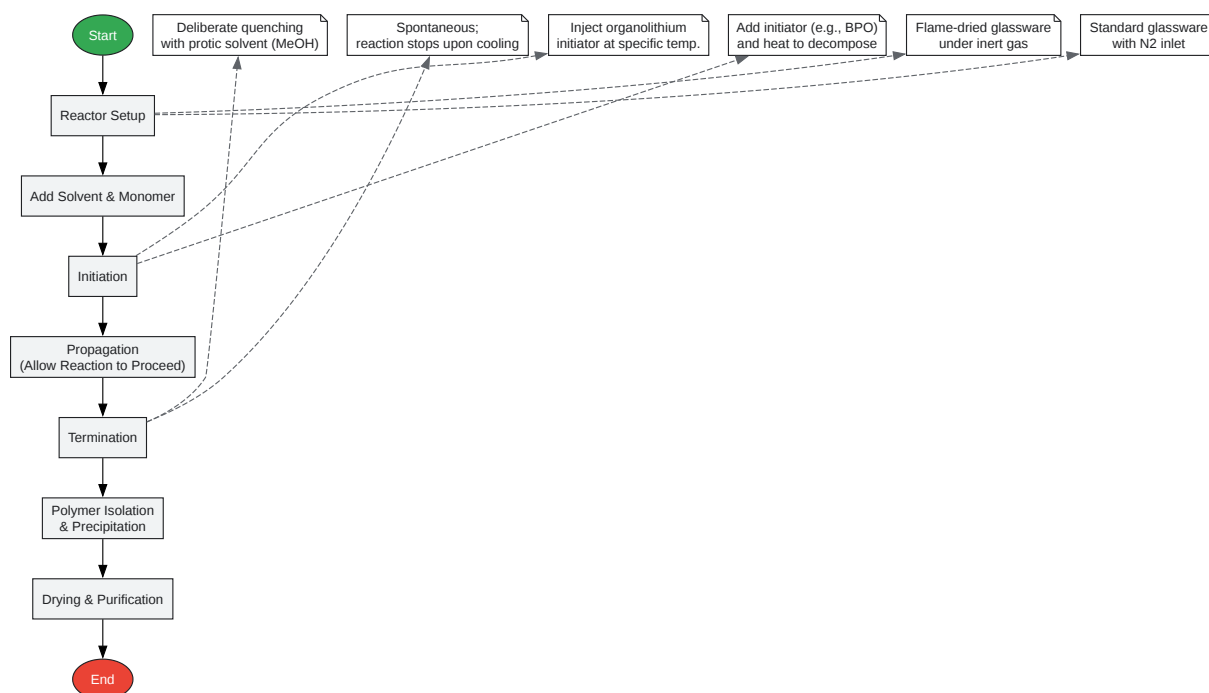 Start
Deliberate quenching
with protic solvent (MeOH)
Spontaneous;
reaction stops upon cooling
Inject organolithium
initiator at specific temp.
Add initiator (e.g., BPO)
and heat to decompose
Flame-dried glassware
under inert gas
Standard glassware
with N2 inlet
Reactor Setup
Add Solvent & Monomer
Initiation
Propagation
(Allow Reaction to Proceed)
Termination
Polymer Isolation
& Precipitation
Drying & Purification
End